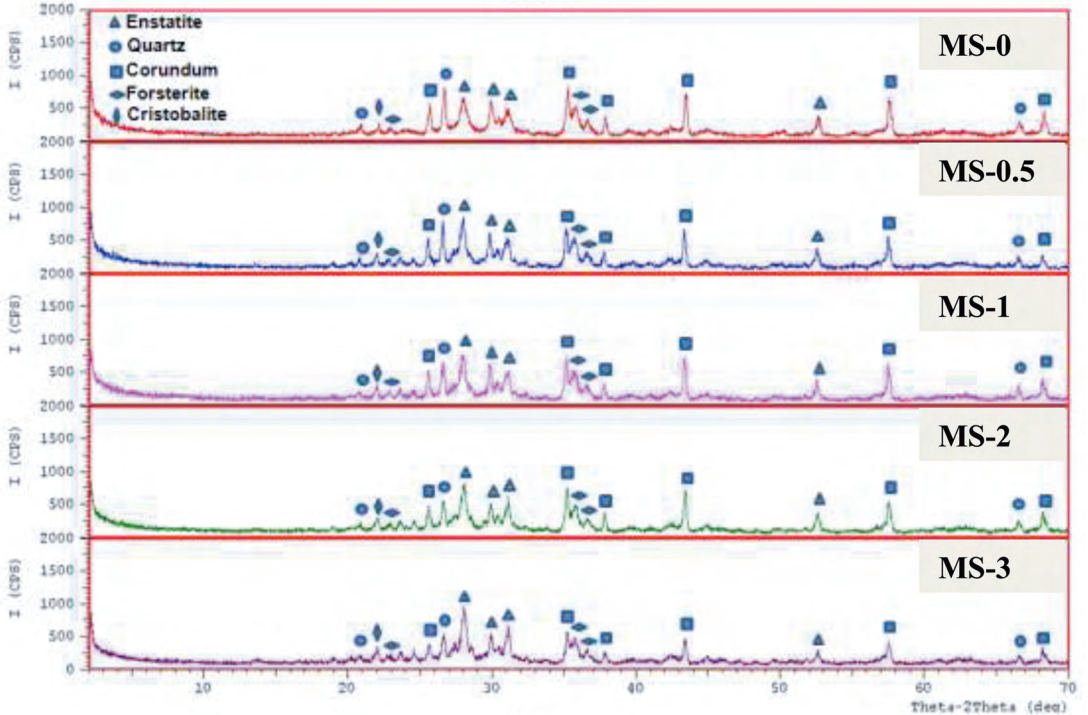 2000
Enstatite
MS-0
1500
Quartz
I (CPS)
Corundum
1000
Forsterite
500
Cristobalite
2000
MS-0.5
1500
I (CPS)
1000
500
2000
MS-1
1500
I (CPS)
1000
500
2000
MS-2
1500
I (CPS)
1000
500
2000
MS-3
1500
I (CPS)
1000
500
0
10 20 30 40 50 60 70
Theta-2Theta (deg)